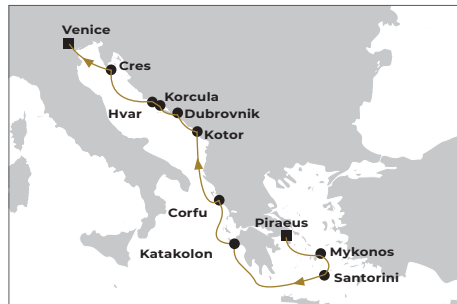 Venice
Cres
Korcula
Hvar
Dubrovnik
Kotor
Corfu
Piraeus
Katakolon
Mykonos
Santorini